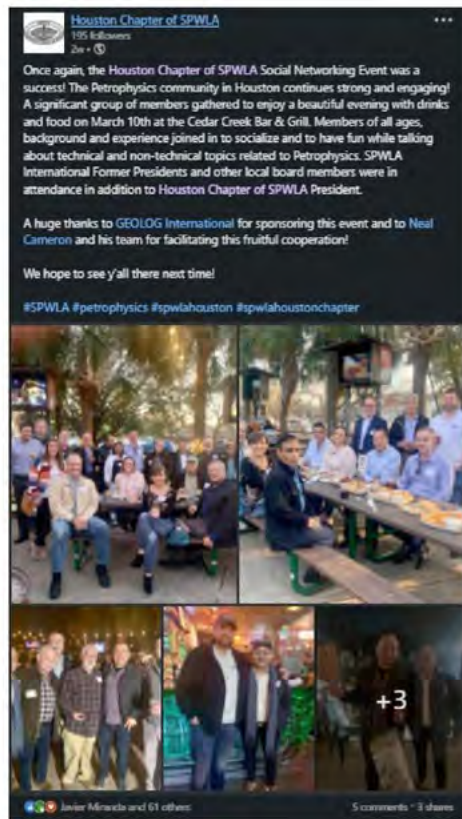 Houston Chapter of SPWLA
195 followers
2w •
Once again, the Houston Chapter of SPWLA Social Networking Event was a
success! The Petrophysics community in Houston continues strong and engaging!
A significant group of members gathered to enjoy a beautiful evening with drinks
and food on March 10th at the Cedar Creek Bar & Grill. Members of all ages,
background and experience joined in to socialize and to have fun while talking
about technical and non-technical topics related to Petrophysics. SPWLA
International Former Presidents and other local board members were in
attendance in addition to Houston Chapter of SPWLA President.
A huge thanks to GEOLOG International for sponsoring this event and to Neal
Cameron and his team for facilitating this fruitful cooperation!
We hope to see y'all there next time!
#SPWLA #petrophysics #spwlahouston #spwlahoustonchapter
+3
Javier Miranda and 61 others 5 comments · 3 shares